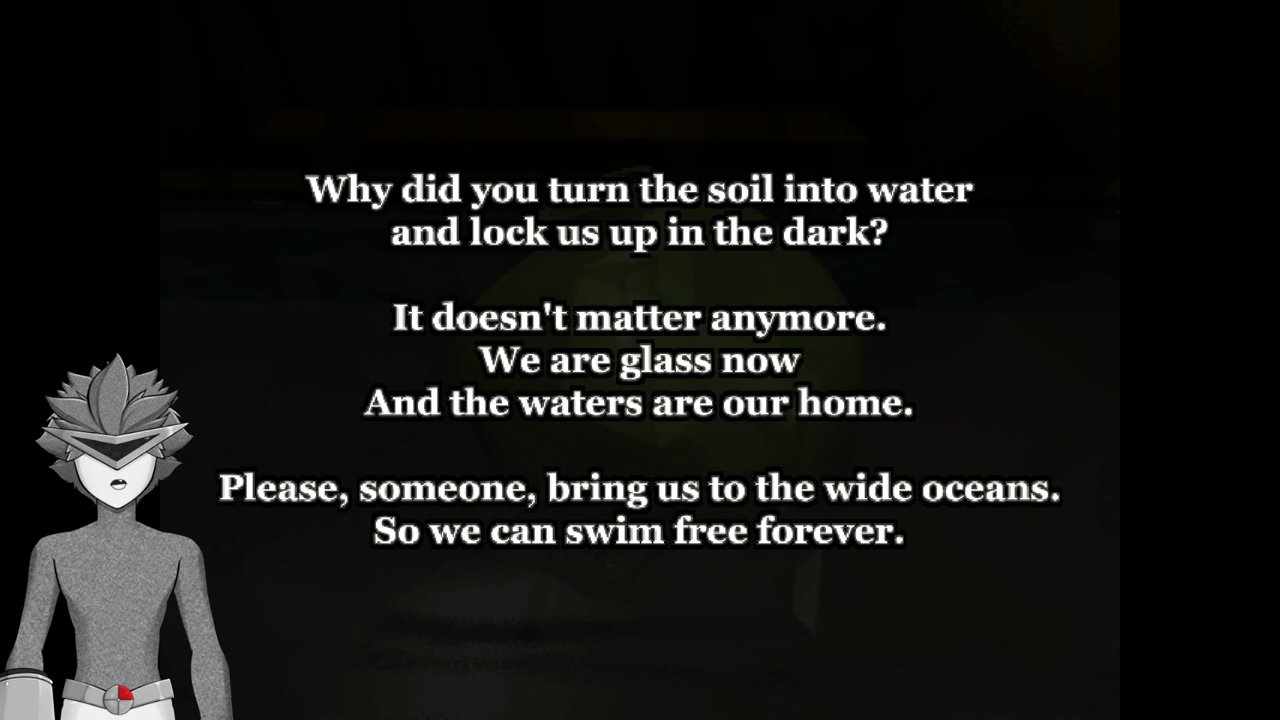 Why did you turn the soil into water
and lock us up in the dark?
It doesn't matter anymore.
We are glass now
And the waters are our home.
Please, someone, bring us to the wide oceans.
So we can swim free forever.